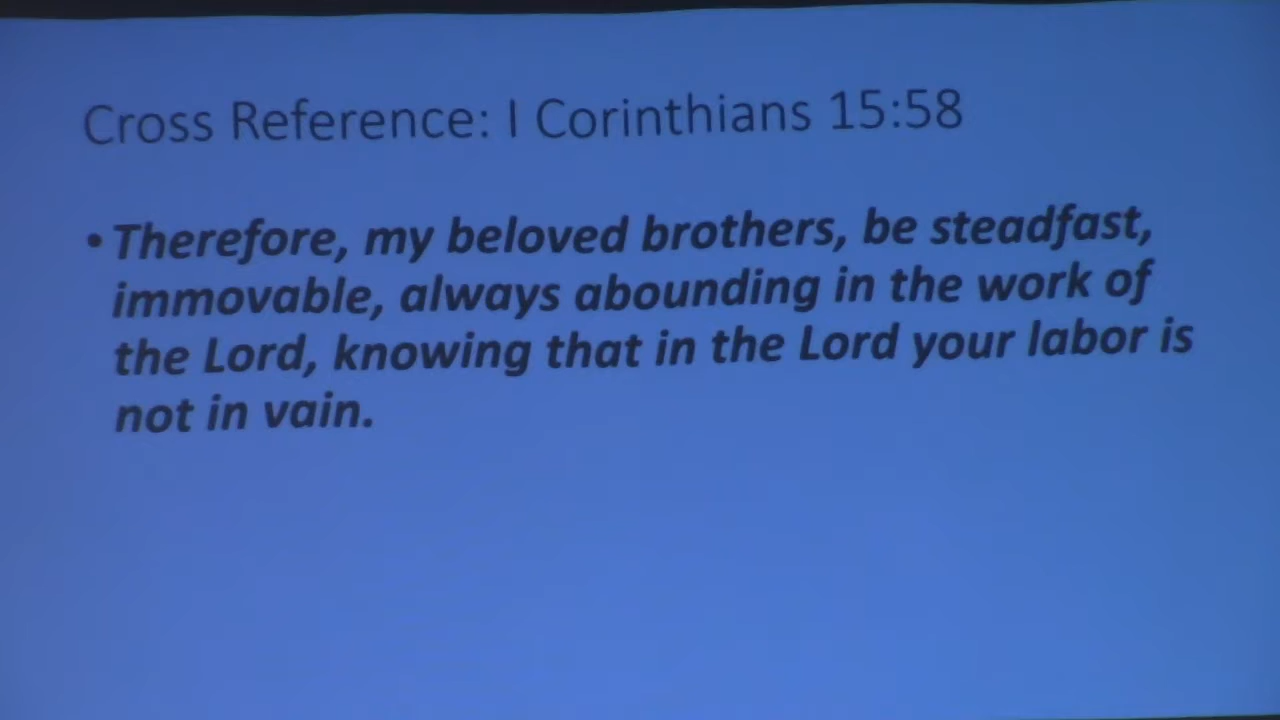 Cross Reference: I Corinthians 15:58
• Therefore, my beloved brothers, be steadfast,
immovable, always abounding in the work of
the Lord, knowing that in the Lord your labor is
not in vain.